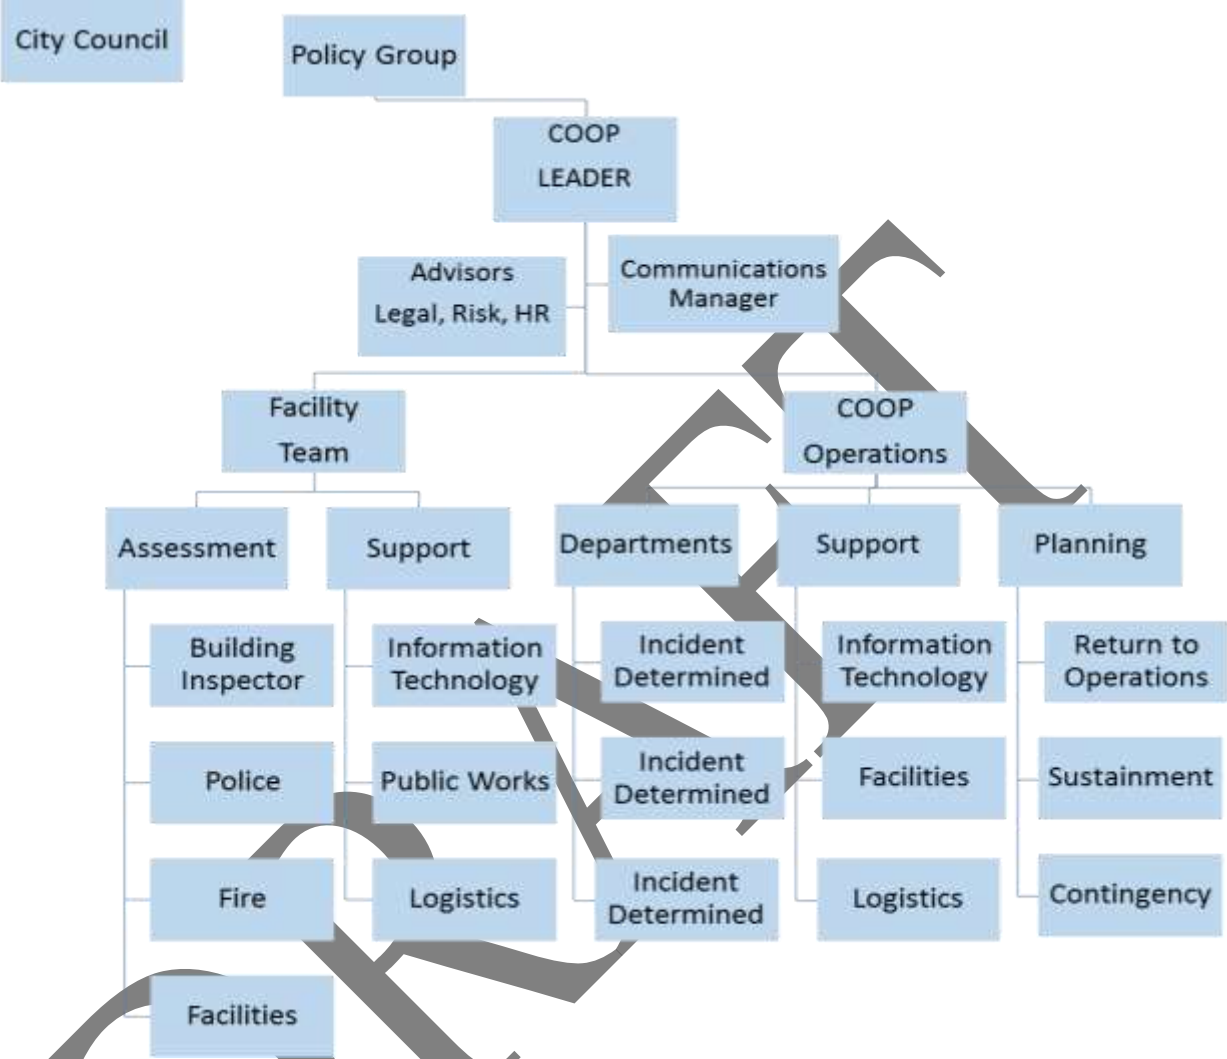 City Council
Policy Group
COOP
LEADER
Advisors
Legal, Risk, HR
Communications
Manager
Facility
Team
COOP
Operations
Assessment
Support
Departments
Support
Planning
Building
Inspector
Information
Technology
Incident
Determined
Information
Technology
Return to
Operations
Police
Public Works
Incident
Determined
Facilities
Sustainment
Fire
Logistics
Incident
Determined
Logistics
Contingency
Facilities